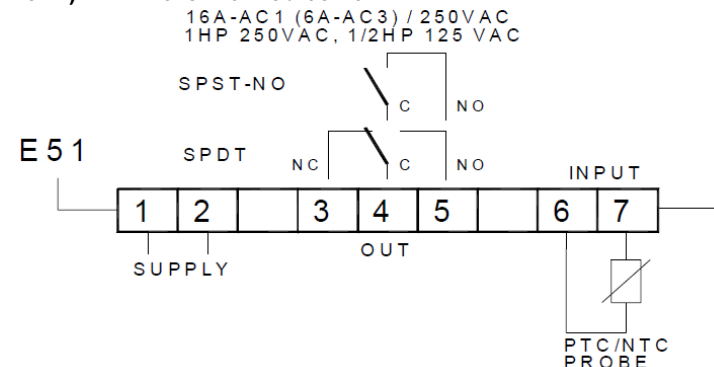 16A-AC1 (6A-AC3) / 250VAC
1HP 250VAC, 1/2HP 125 VAC
SPST-NO
C NO
E51
SPDT
NC C NO
INPUT
1 2 3 4 5 6 7
OUT
SUPPLY
PTC/NTC
PROBE